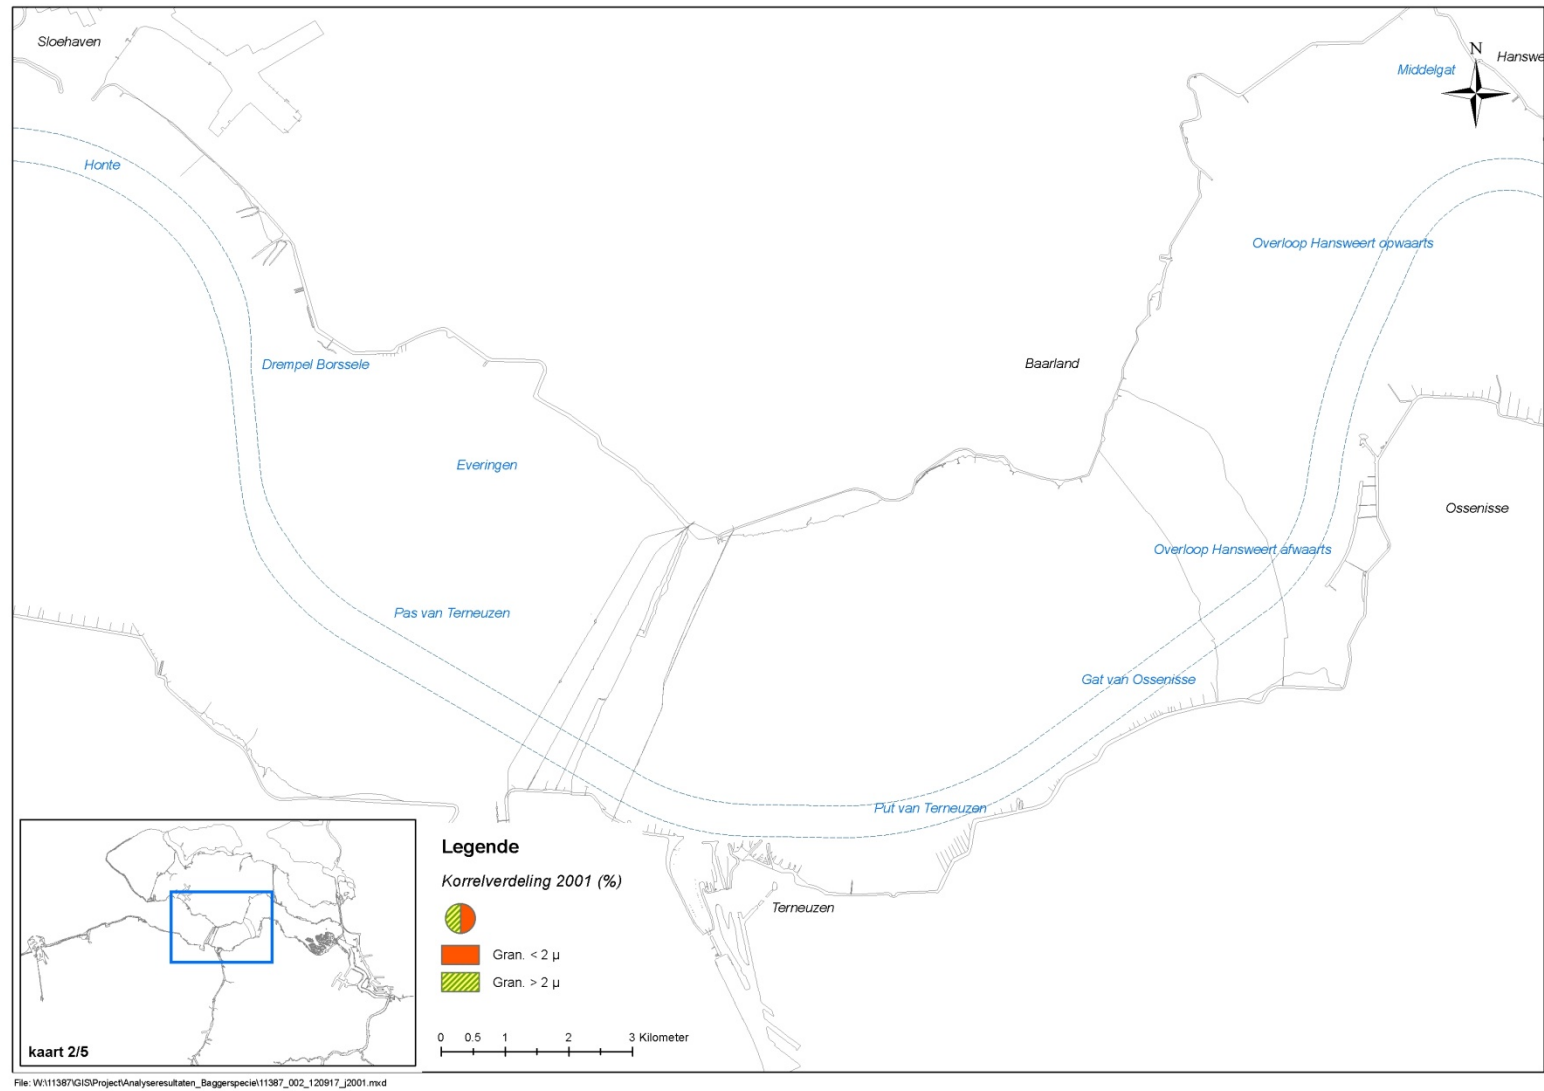 Sloehaven
N
Hanswe
Middelgat
Honte
Overloop Hansweert opwaarts
Drempel Borssele
Baarland
Everingen
Ossenisse
Overloop Hansweert afwaarts
Pas van Terneuzen
Gat van Ossenisse
Put van Terneuzen
Terneuzen
Legende
Korrelverdeling 2001 (%)
Gran. < 2 µ
Gran. > 2 µ
0 0.5 1 2 3 Kilometer
kaart 2/5
File: W:\11387\GIS\Project\Analyseresultaten_Baggerspecie\11387_002_120917_j2001.mxd